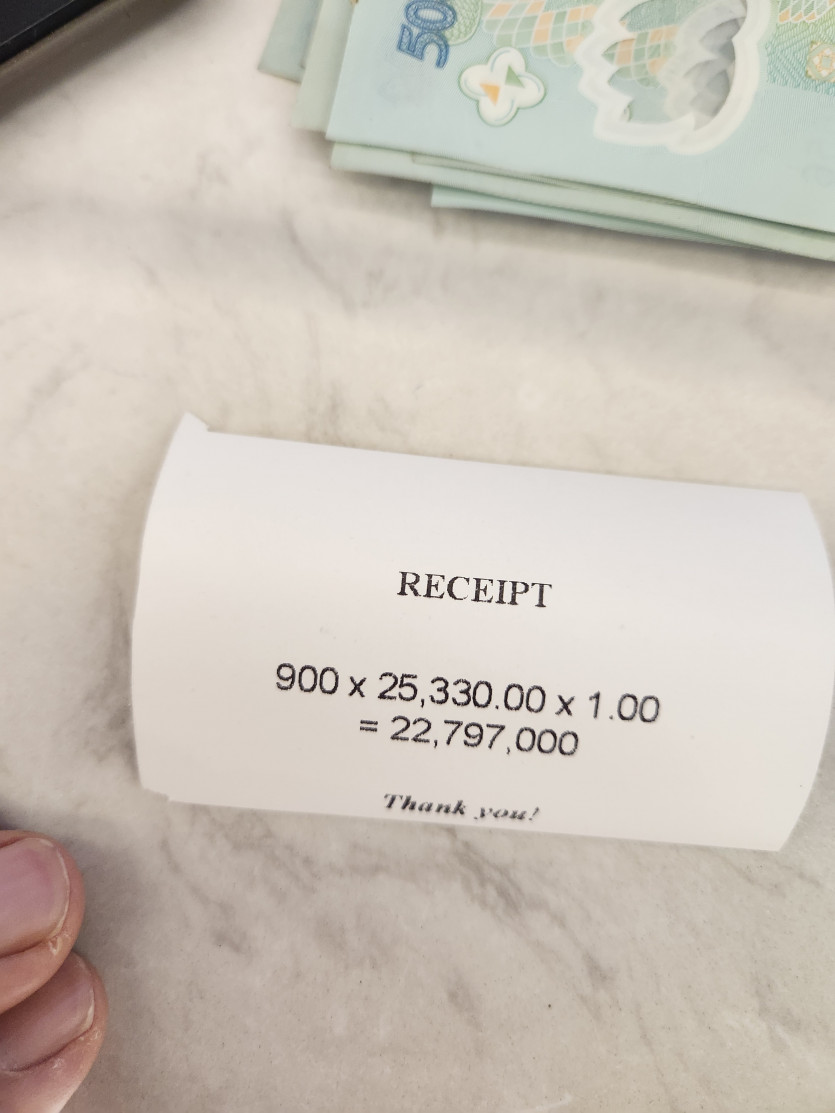 50
RECEIPT
900 x 25,330.00 x 1.00
= 22,797,000
Thank you!